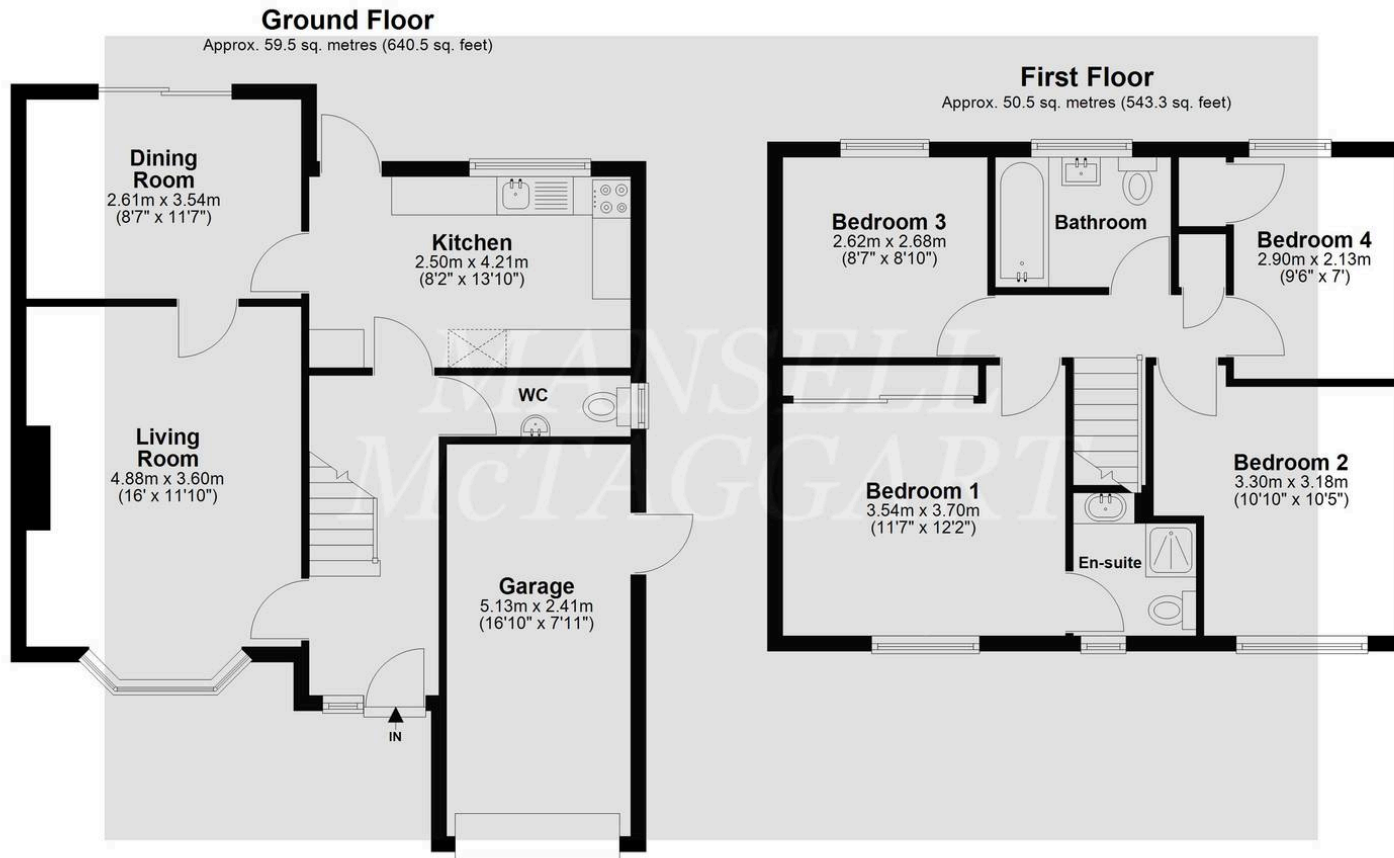 Ground Floor
Approx. 59.5 sq. metres (640.5 sq. feet)
Dining
Room
2.61m x 3.54m
(8'7" x 11'7")
Kitchen
2.50m x 4.21m
(8'2" x 13'10")
WC
Living
Room
4.88m x 3.60m
(16' x 11'10")
Garage
5.13m x 2.41m
(16'10" x 7'11")
IN
First Floor
Approx. 50.5 sq. metres (543.3 sq. feet)
Bedroom 3
2.62m x 2.68m
(8'7" x 8'10")
Bathroom
Bedroom 4
2.90m x 2.13m
(9'6" x 7')
Bedroom 1
3.54m x 3.70m
(11'7" x 12'2")
En-suite
Bedroom 2
3.30m x 3.18m
(10'10" x 10'5")
MANSELL
McTAGGART